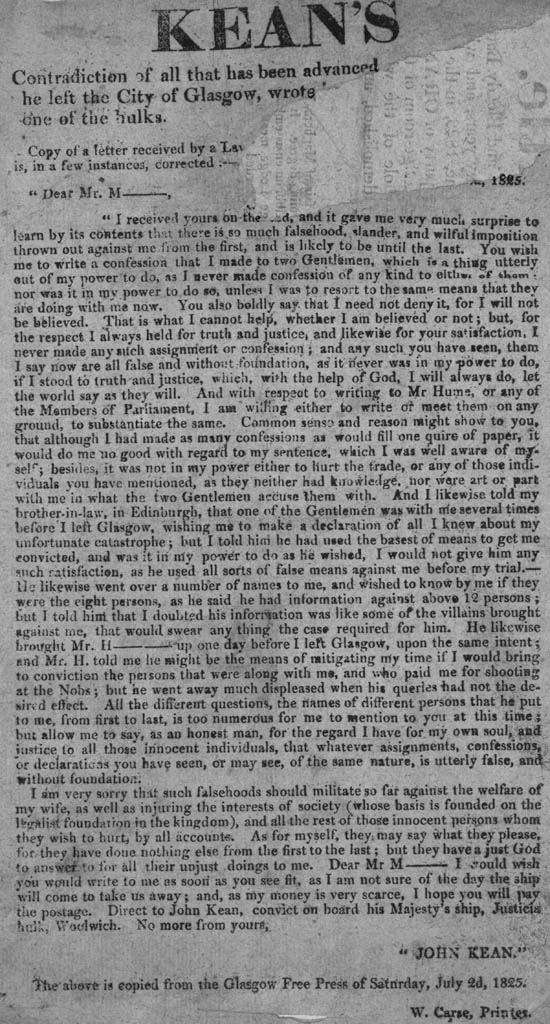 KEAN'S
Contradiction of all that has been advanced
he left the City of Glasgow, wrote
one of the hulks.
Copy of a letter received by a
is, in a few instances, corrected :—
1825.
" Dear Mr. M———,
" I received yours on the and it gave me very much surprise to
learn by its contents that there is so much falsehood, slander, and wilful imposition
thrown out against me from the first, and is likely to be until the last. You wish
me to write a confession that I made to two Gentlemen, which is a thing utterly
out of my power to do, as I never made confession of any kind to either of them ·
nor was it in my power to do so, unless I was to resort to the same means that they
are doing with me now. You also boldly say that I need not deny it, for I will not
be believed. That is what I cannot help, whether I am believed or not; but, for
the respect I always held for truth and justice, and likewise for your satisfaction, I
never made any such assignment or confession; and any such you have seen, them
I say now are all false and without foundation, as it never was in my power to do,
if I stood to truth and justice, which, with the help of God, I will always do, let
the world say as they will. And with respect to writing to Mr Hume, or any of
the Members of Parliament, I am willing either to write or meet them on any
ground, to substantiate the same. Common sense and reason might show to you,
that although I had made as many confessions as would fill one quire of paper, it
would do me no good with regard to my sentence, which I was well aware of my-
self; besides, it was not in my power either to hurt the trade, or any of those indi-
viduals you have mentioned, as they neither had knowledge, nor were art or part
with me in what the two Gentlemen accuse them with. And I likewise told my
brother-in-law, in Edinburgh, that one of the Gentlemen was with me several times
before I left Glasgow, wishing me to make a declaration of all I knew about my
unfortunate catastrophe; but I told him he had used the basest of means to get me
convicted, and was it in my power to do as he wished, I would not give him any
such satisfaction, as he used all sorts of false means against me before my trial.—
He likewise went over a number of names to me, and wished to know by me if they
were the eight persons, as he said he had information against above 12 persons;
but I told him that I doubted his information was like some of the villains brought
against me, that would swear any thing the case required for him. He likewise
brought Mr. H———up one day before I left Glasgow, upon the same intent;
and Mr. H. told me he might be the means of mitigating my time if I would bring
to conviction the persons that were along with me, and who paid me for shooting
at the Nobs; but he went away much displeased when his queries had not the de-
sired effect. All the different questions, the names of different persons that he put
to me, from first to last, is too numerous for me to mention to you at this time;
but allow me to say, as an honest man, for the regard I have for my own soul, and
justice to all those innocent individuals, that whatever assignments, confessions,
or declarations you have seen, or may see, of the same nature, is utterly false, and
without foundation.
I am very sorry that such falsehoods should militate so far against the welfare of
my wife, as well as injuring the interests of society (whose basis is founded on the
legalist foundation in the kingdom), and all the rest of those innocent persons whom
they wish to hurt, by all accounts. As for myself, they may say what they please,
for they have done nothing else from the first to the last; but they have a just God
to answer to for all their unjust doings to me. Dear Mr M——— I would wish
you would write to me as soon as you see fit, as I am not sure of the day the ship
will come to take us away; and, as my money is very scarce, I hope you will pay
the postage. Direct to John Kean, convict on board his Majesty's ship, Justicia
hulk, Woolwich. No more from yours,
" JOHN KEAN."
The above is copied from the Glasgow Free Press of Saturday, July 2d, 1825.
W. Carse, Printer.